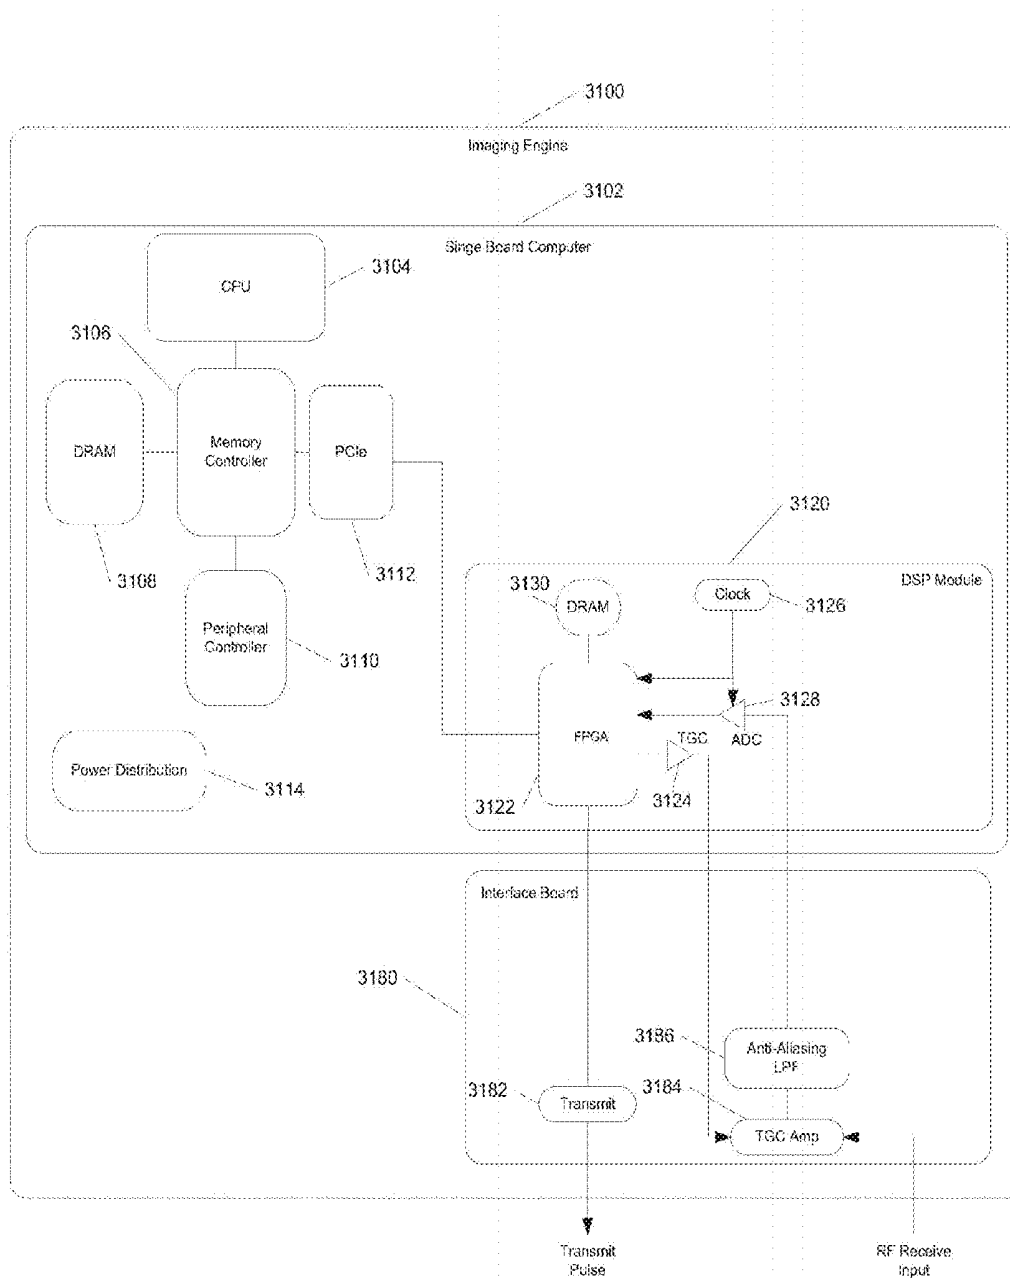 3100
Imaging Engine
3102
Singe Board Computer
CPU
3104
3106
DRAM
Memory
Controller
PCIe
3108
3112
Peripheral
Controller
3110
Power Distribution
3114
3120
DSP Module
3130
DRAM
Clock
3126
3128
FPGA
TGC
ADC
3124
3122
Interface Board
3180
3186
Anti-Aliasing
LPF
3184
3182
Transmit
TGC Amp
Transmit
Pulse
RF Receive
Input